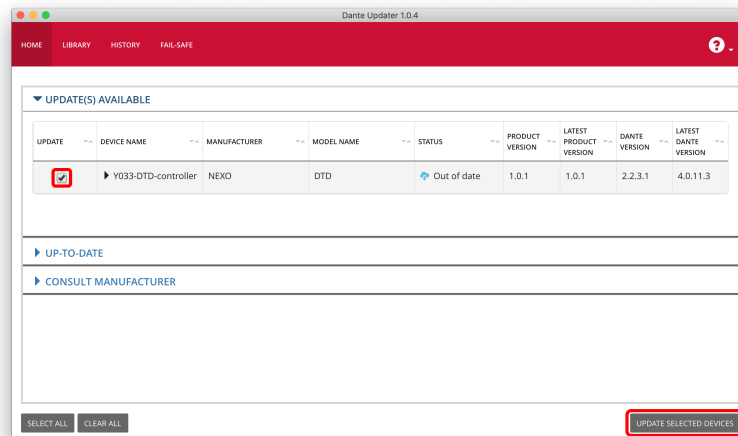 Dante Updater 1.0.4
HOME LIBRARY HISTORY FAIL-SAFE ?
UPDATE(S) AVAILABLE
UPDATE DEVICE NAME MANUFACTURER MODEL NAME STATUS PRODUCT VERSION LATEST PRODUCT VERSION DANTE VERSION LATEST DANTE VERSION
Y033-DTD-controller NEXO DTD Out of date 1.0.1 1.0.1 2.2.3.1 4.0.11.3
UP-TO-DATE
CONSULT MANUFACTURER
SELECT ALL CLEAR ALL UPDATE SELECTED DEVICES